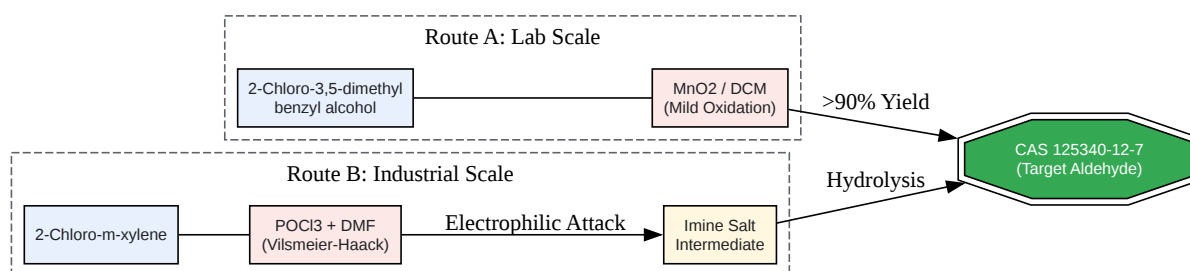 Route A: Lab Scale
2-Chloro-3,5-dimethyl
benzyl alcohol
MnO2 / DCM
(Mild Oxidation)
>90% Yield
CAS 125340-12-7
(Target Aldehyde)
Route B: Industrial Scale
Hydrolysis
2-Chloro-m-xylene
POCl3 + DMF
(Vilsmeier-Haack)
Electrophilic Attack
Imine Salt
Intermediate